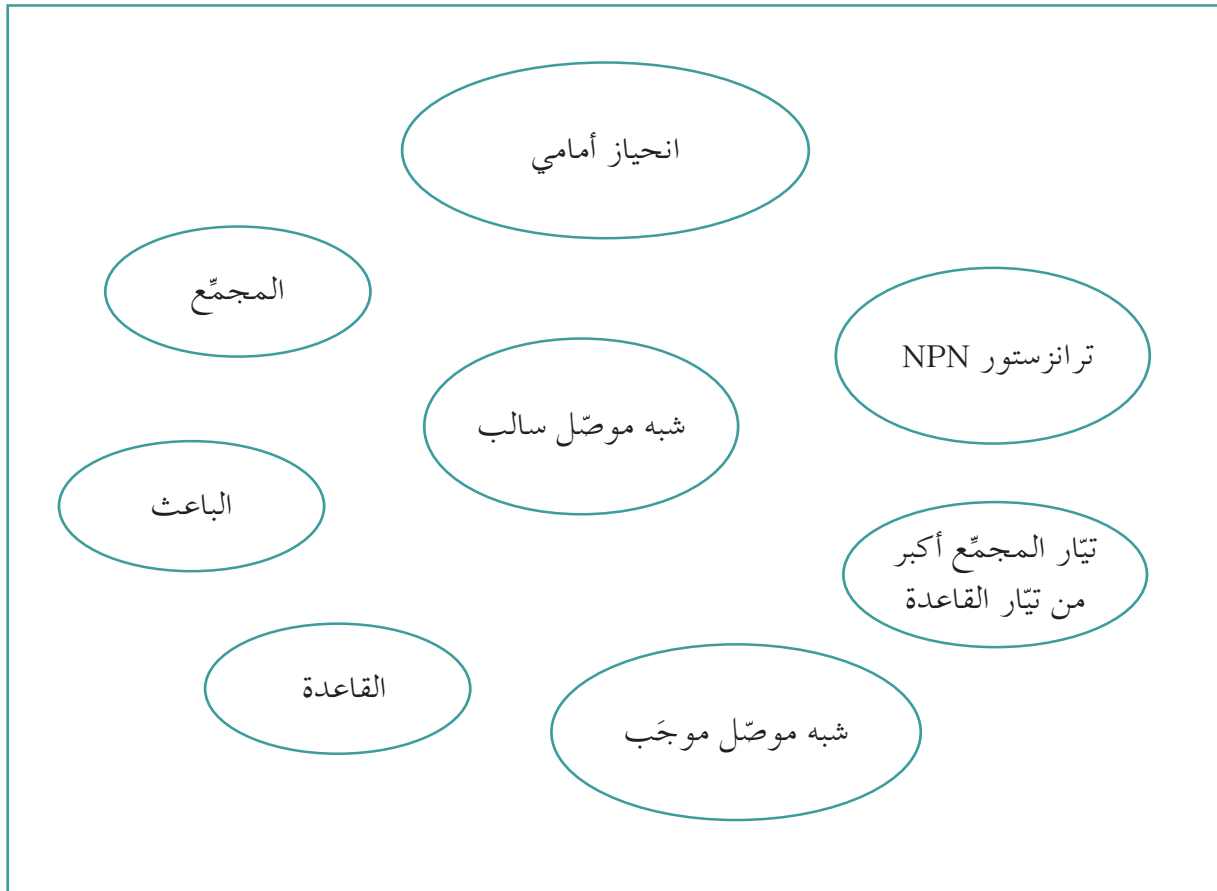 انحياز أمامي
المجمِّع
ترانزستور NPN
شبه موصّل سالب
الباعث
تيّار المجمِّع أكبر
من تيّار القاعدة
القاعدة
شبه موصّل موجَب